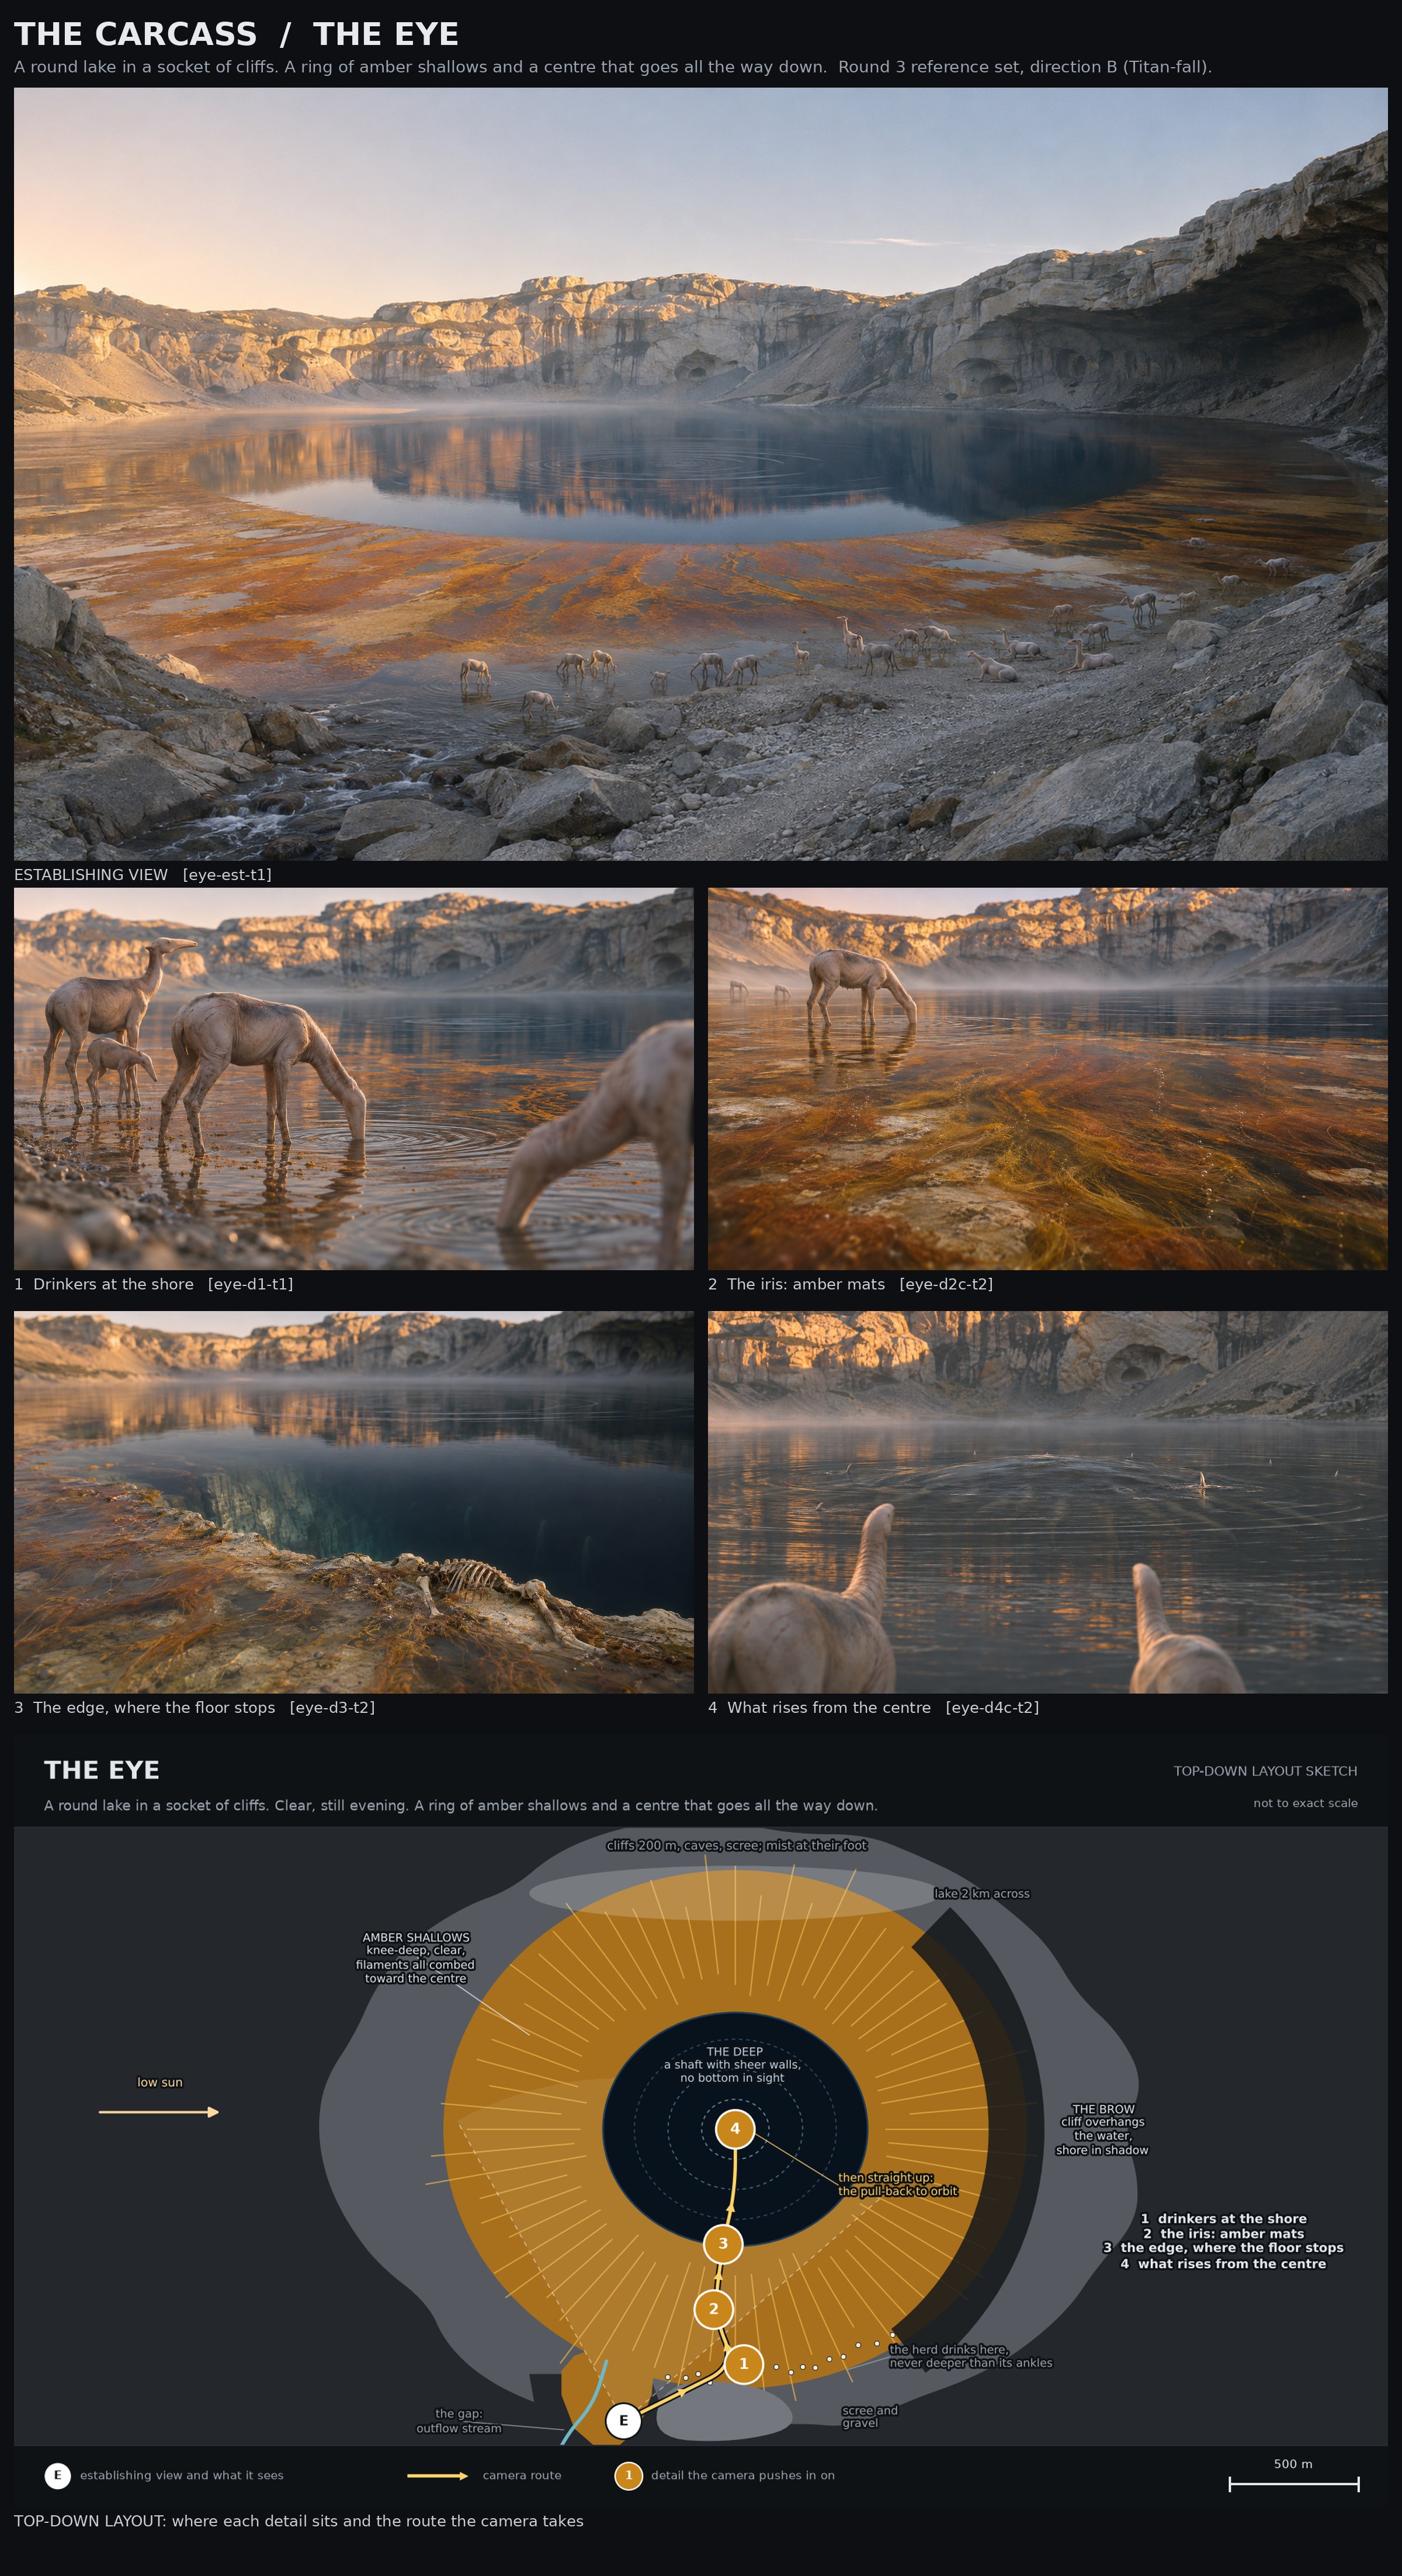 THE CARCASS / THE EYE
A round lake in a socket of cliffs. A ring of amber shallows and a centre that goes all the way down. Round 3 reference set, direction B (Titan-fall).
ESTABLISHING VIEW [eye-est-t1]
1 Drinkers at the shore [eye-d1-t1]
2 The iris: amber mats [eye-d2c-t2]
3 The edge, where the floor stops [eye-d3-t2]
4 What rises from the centre [eye-d4c-t2]
THE EYE
TOP-DOWN LAYOUT SKETCH
A round lake in a socket of cliffs. Clear, still evening. A ring of amber shallows and a centre that goes all the way down.
not to exact scale
cliffs 200 m, caves, scree; mist at their foot
lake 2 km across
AMBER SHALLOWS
knee-deep, clear,
filaments all combed
toward the centre
THE DEEP
a shaft with sheer walls,
no bottom in sight
low sun
THE BROW
cliff overhangs
the water,
shore in shadow
4
then straight up:
the pull-back to orbit
1 drinkers at the shore
2 the iris: amber mats
3 the edge, where the floor stops
4 what rises from the centre
3
2
1
the herd drinks here,
never deeper than its ankles
the gap:
outflow stream
E
scree and
gravel
E establishing view and what it sees
camera route
1 detail the camera pushes in on
500 m
TOP-DOWN LAYOUT: where each detail sits and the route the camera takes